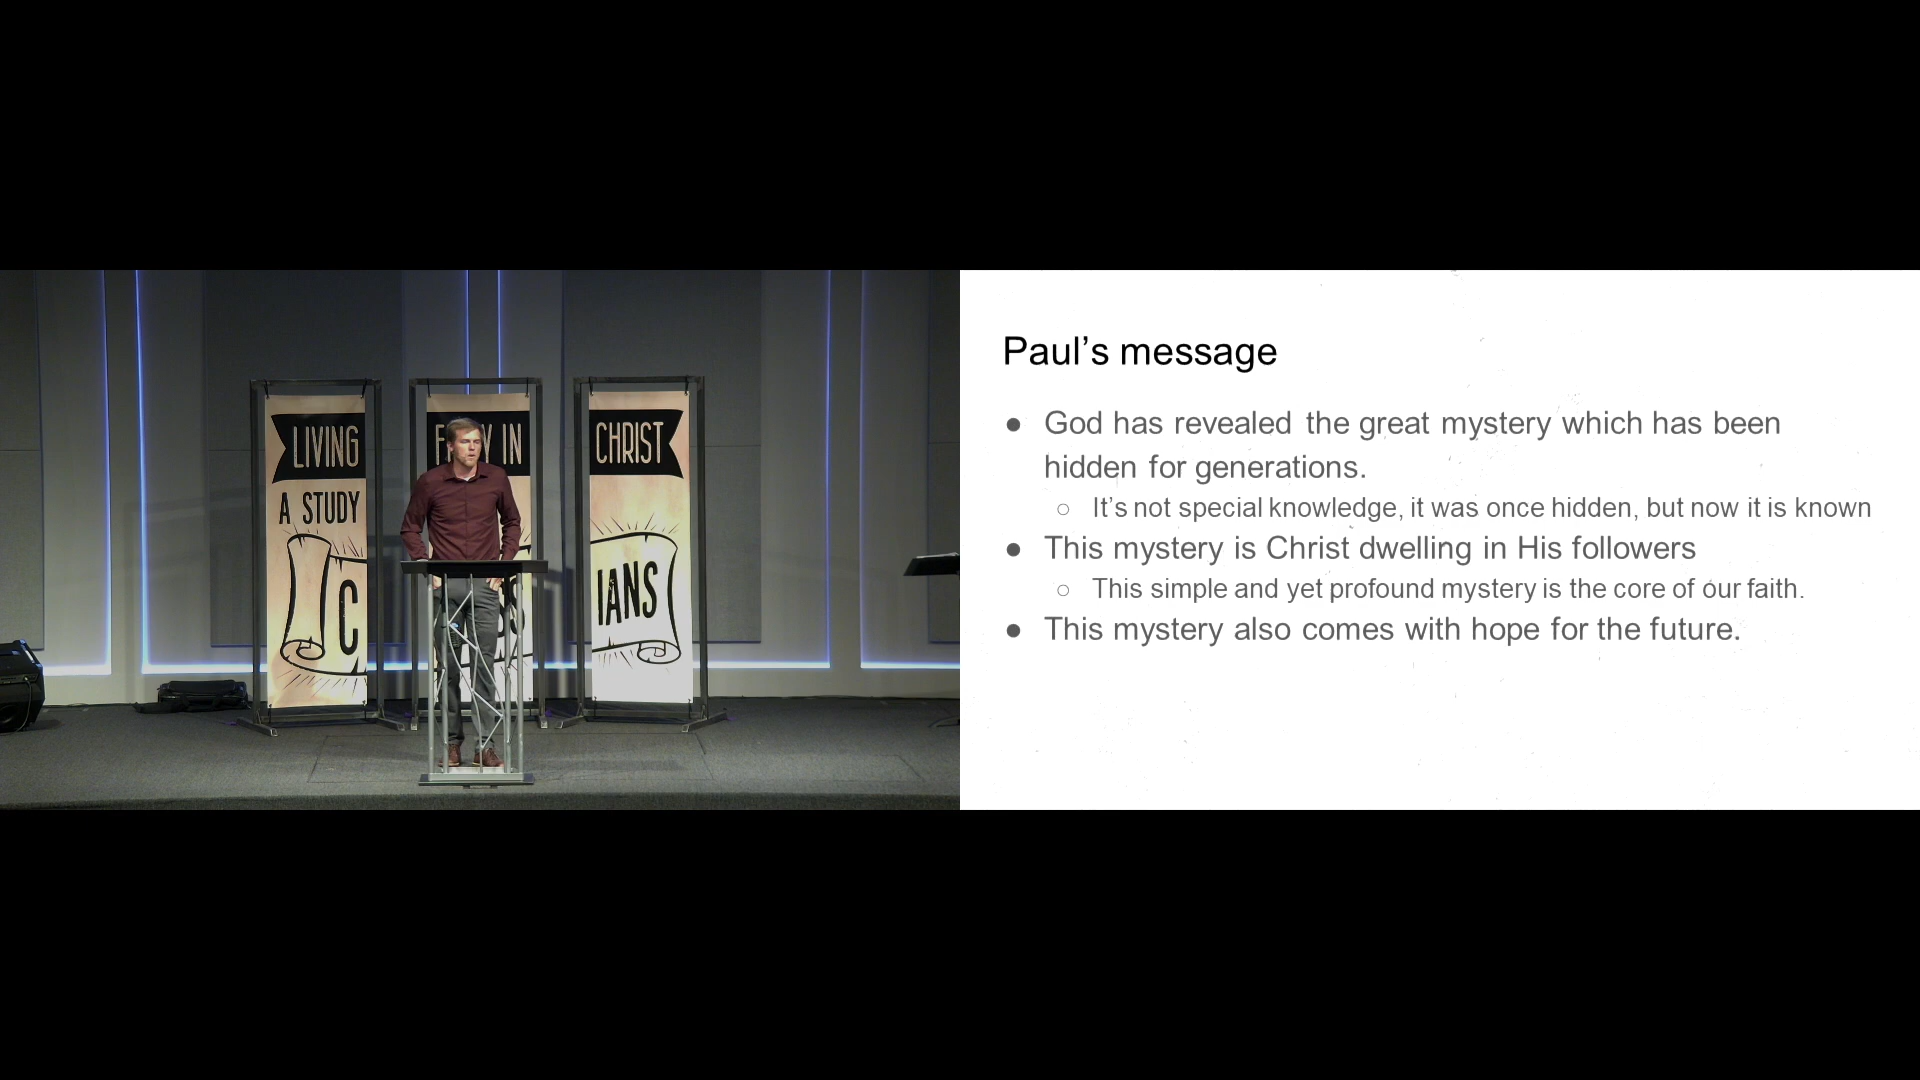 LIVING
A STUDY
C
IN
CHRIST
IANS
Paul's message
● God has revealed the great mystery which has been
hidden for generations.
○ It's not special knowledge, it was once hidden, but now it is known
● This mystery is Christ dwelling in His followers
○ This simple and yet profound mystery is the core of our faith.
● This mystery also comes with hope for the future.